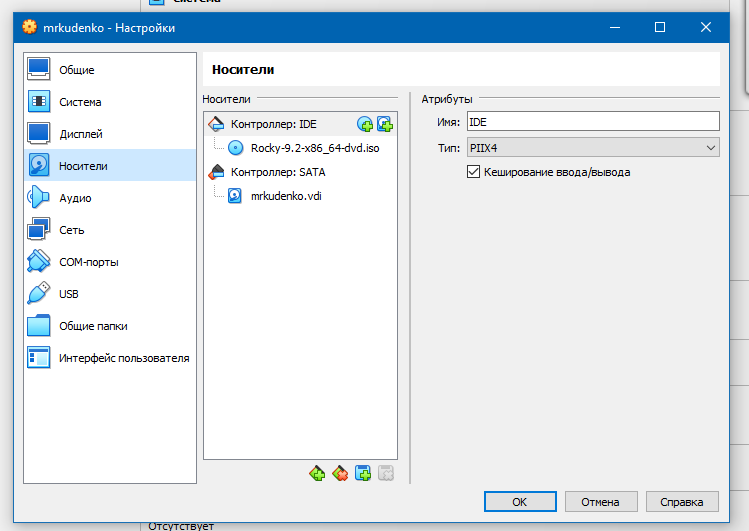 Система
mrkudenko - Настройки
Общие
Система
Дисплей
Носители
Аудио
Сеть
COM-порты
USB
Общие папки
Интерфейс пользователя
Носители
Носители
Контроллер: IDE
Rocky-9.2-x86_64-dvd.iso
Контроллер: SATA
mrkudenko.vdi
Атрибуты
Имя: IDE
Тип: PIIX4
Кеширование ввода/вывода
OK Отмена Справка
Отсутствует